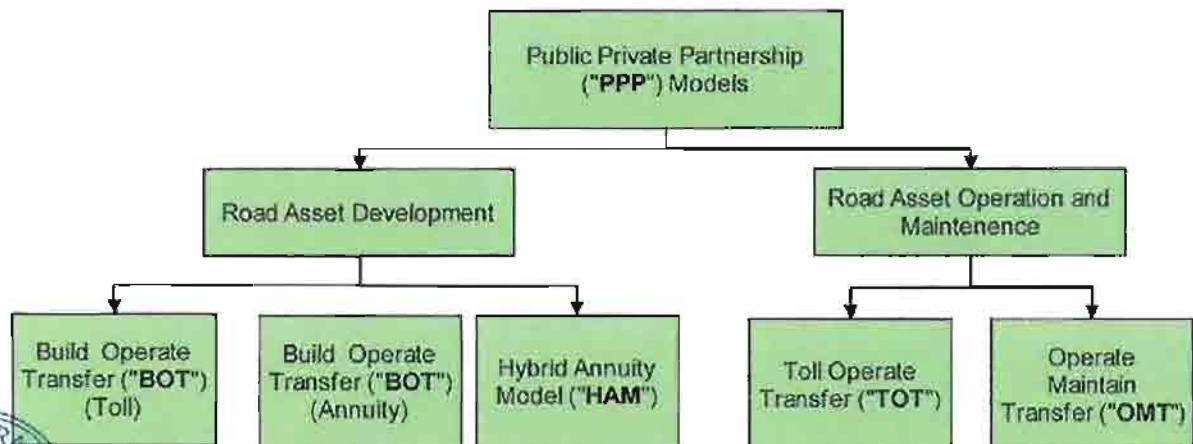 Public Private Partnership
("PPP") Models
Road Asset Development
Road Asset Operation and
Maintenence
Build Operate
Transfer ("BOT")
(Toll)
Build Operate
Transfer ("BOT")
(Annuity)
Hybrid Annuity
Model ("HAM")
Toll Operate
Transfer ("TOT")
Operate
Maintain
Transfer ("OMT")